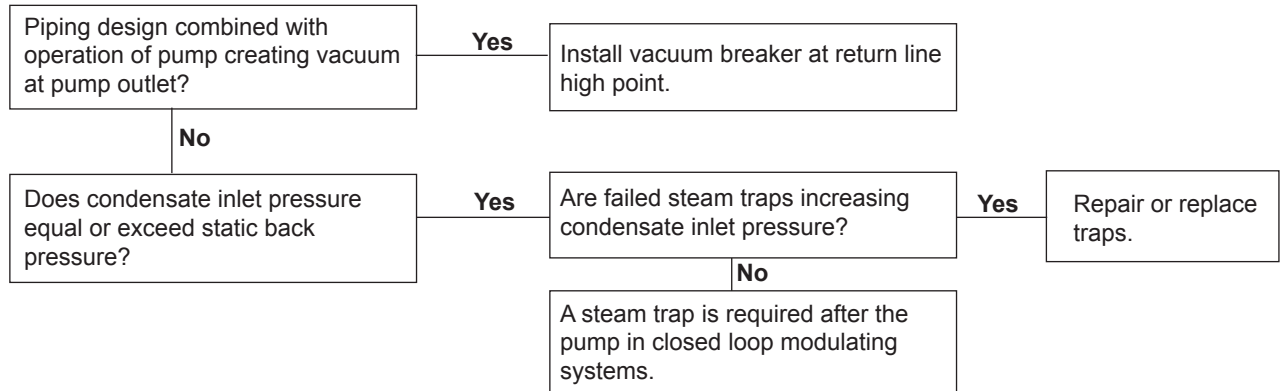 Piping design combined with
operation of pump creating vacuum
at pump outlet?
Yes
Install vacuum breaker at return line
high point.
No
Does condensate inlet pressure
equal or exceed static back
pressure?
Yes
Are failed steam traps increasing
condensate inlet pressure?
Yes
Repair or replace
traps.
No
A steam trap is required after the
pump in closed loop modulating
systems.